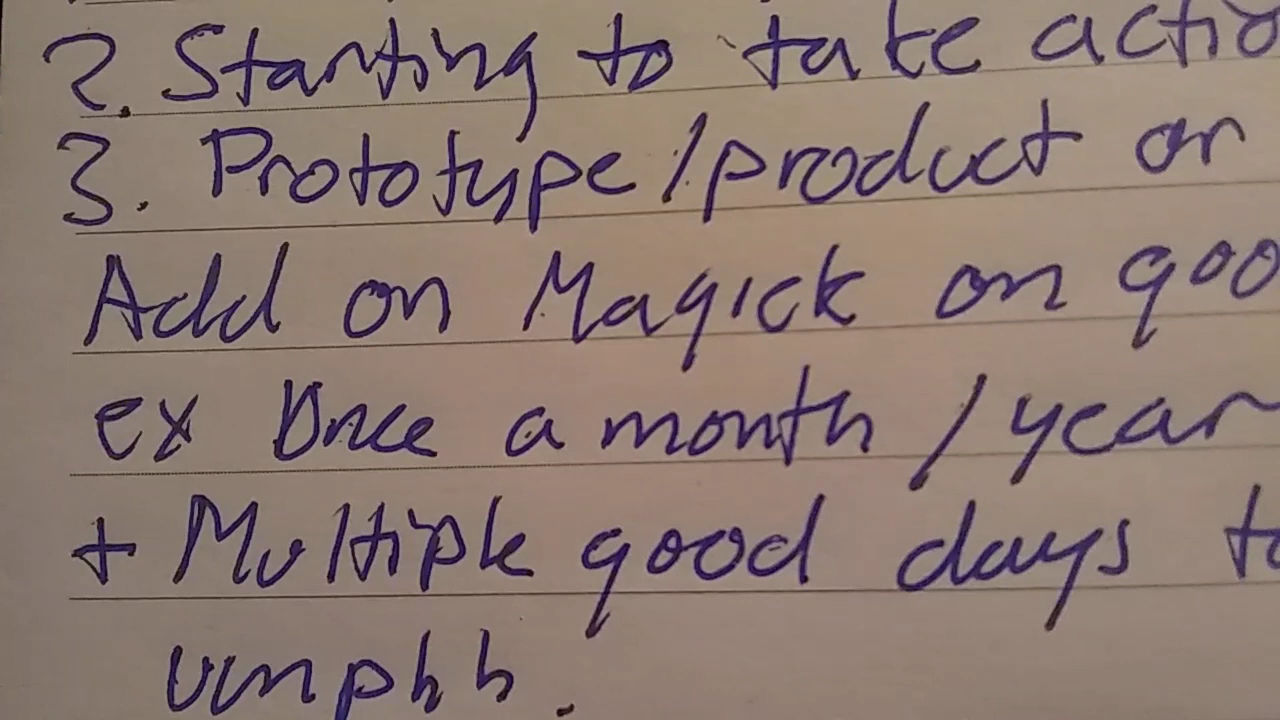 2. Starting to take actio
3. Prototype/product or
Add on Magick on goo
ex Once a month / year
+ Multiple good days to
umphh.